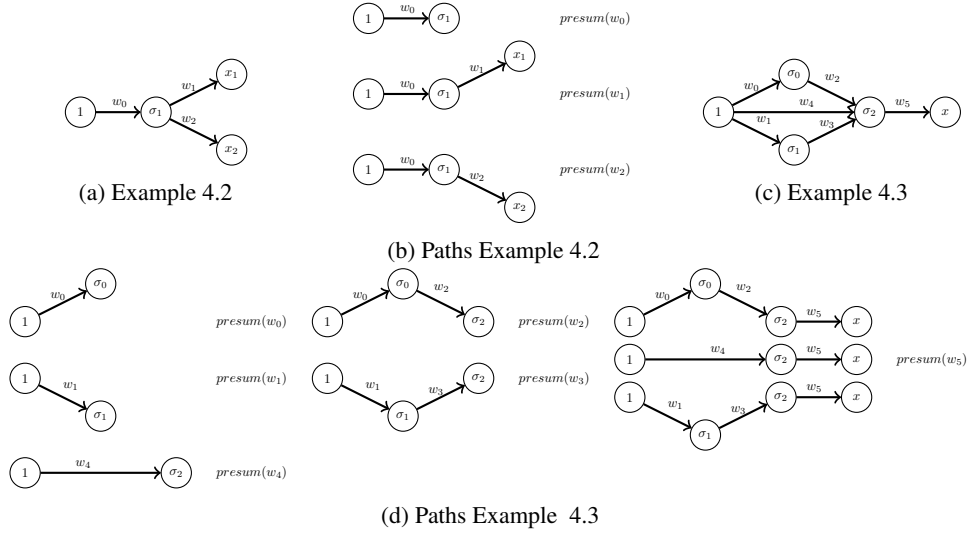 1 w₀ σ₁ w₁ x₁ w₂ x₂
(a) Example 4.2
1 w₀ σ₁ presum(w₀)
1 w₀ σ₁ w₁ x₁ presum(w₁)
1 w₀ σ₁ w₂ x₂ presum(w₂)
(b) Paths Example 4.2
1 w₀ σ₀ w₂ w₄ σ₂ w₅ x w₁ σ₁ w₃
(c) Example 4.3
1 w₀ σ₀ presum(w₀)
1 w₁ σ₁ presum(w₁)
1 w₄ σ₂ presum(w₄)
1 w₀ σ₀ w₂ σ₂ presum(w₂)
1 w₁ σ₁ w₃ σ₂ presum(w₃)
1 w₀ σ₀ w₂ σ₂ w₅ x
1 w₄ σ₂ w₅ x presum(w₅)
1 w₁ σ₁ w₃ σ₂ w₅ x
(d) Paths Example 4.3